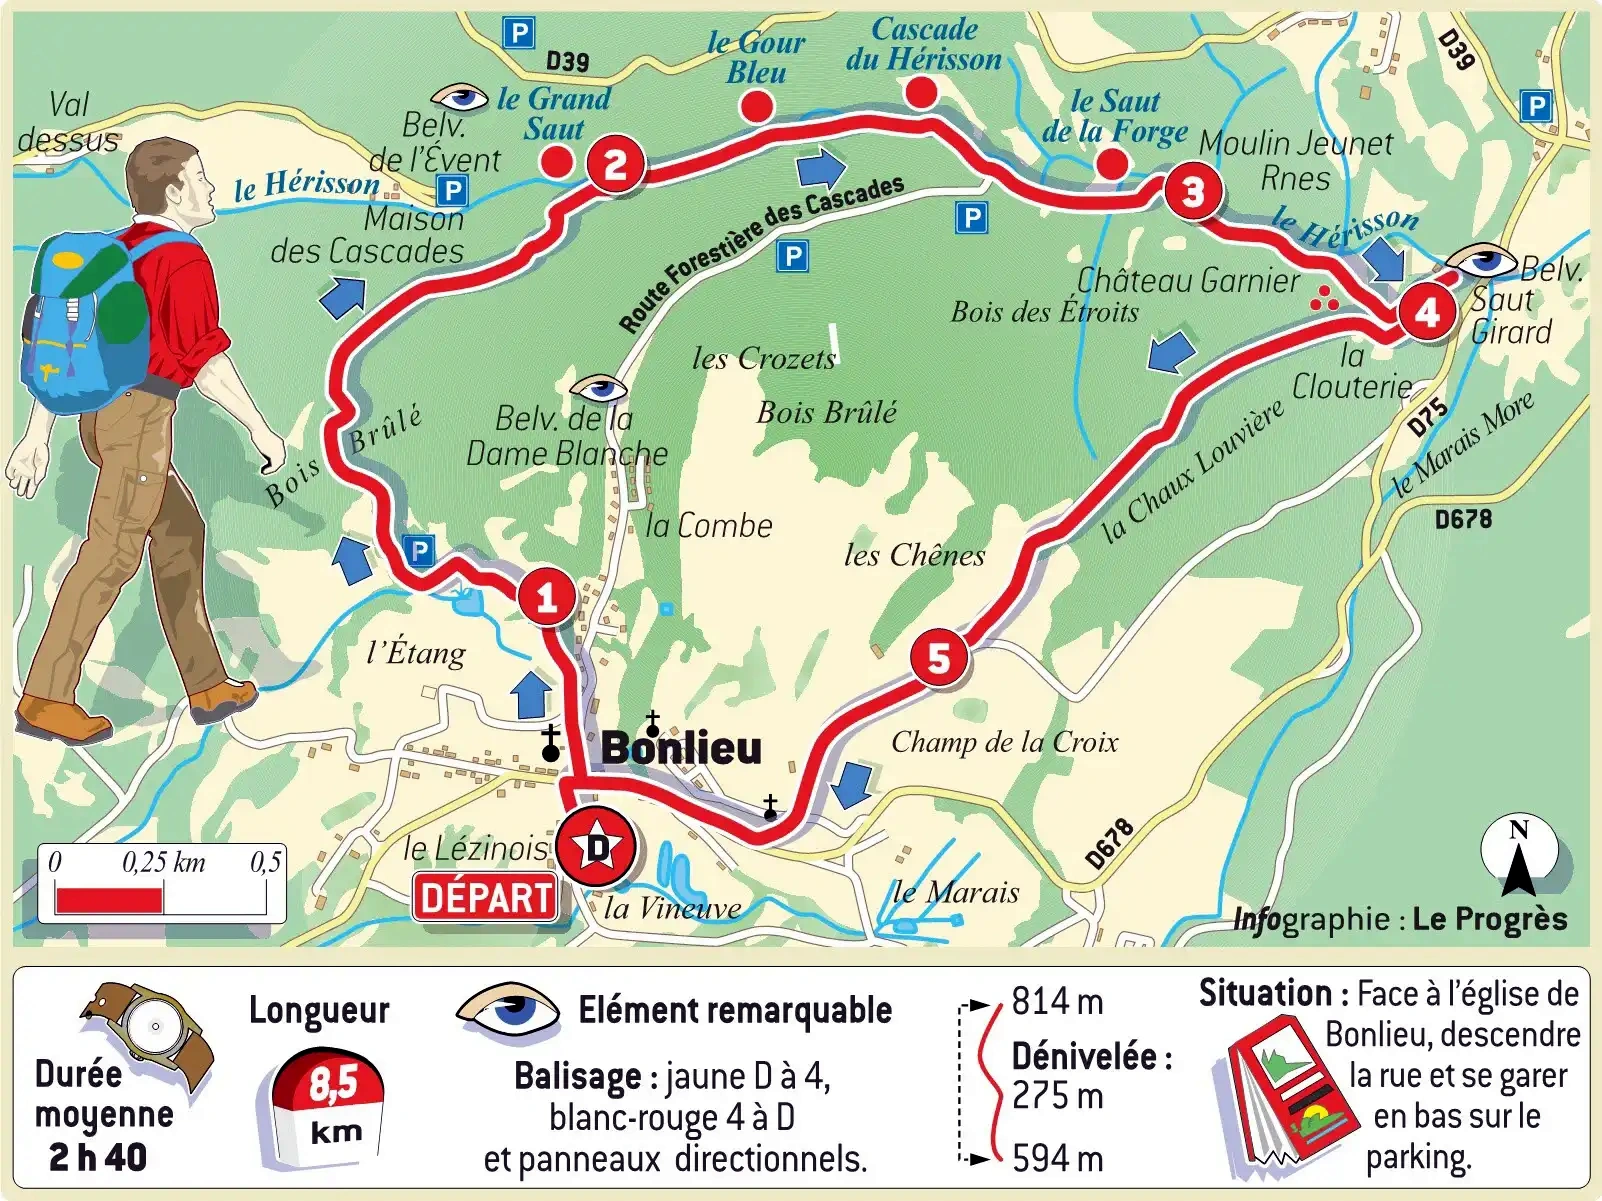 P
D39
le Gour
Bleu
Cascade
du Hérisson
D39
Val
dessus
Belv.
de l'Évent
le Grand
Saut
2
le Saut
de la Forge
Moulin Jeunet
Rnes
P
le Hérisson
P
Maison
des Cascades
3
le Hérisson
P
P
Route Forestière des Cascades
Château Garnier
Bois des Étroits
4
Belv.
Saut
Girard
la
Clouterie
les Crozets
Bois Brûlé
Belv. de la
Dame Blanche
Bois Brûlé
la Chaux Louvière
D75
le Marais More
D678
la Combe
les Chênes
P
1
l'Étang
5
Bonlieu
Champ de la Croix
D678
le Lézinois
D
DÉPART
la Vineuve
le Marais
0 0,25 km 0,5
N
Infographie : Le Progrès
Durée
moyenne
2 h 40
Longueur
8,5
km
Elément remarquable
Balisage : jaune D à 4,
blanc-rouge 4 à D
et panneaux directionnels.
814 m
Dénivelée :
275 m
594 m
Situation : Face à l'église de
Bonlieu, descendre
la rue et se garer
en bas sur le
parking.